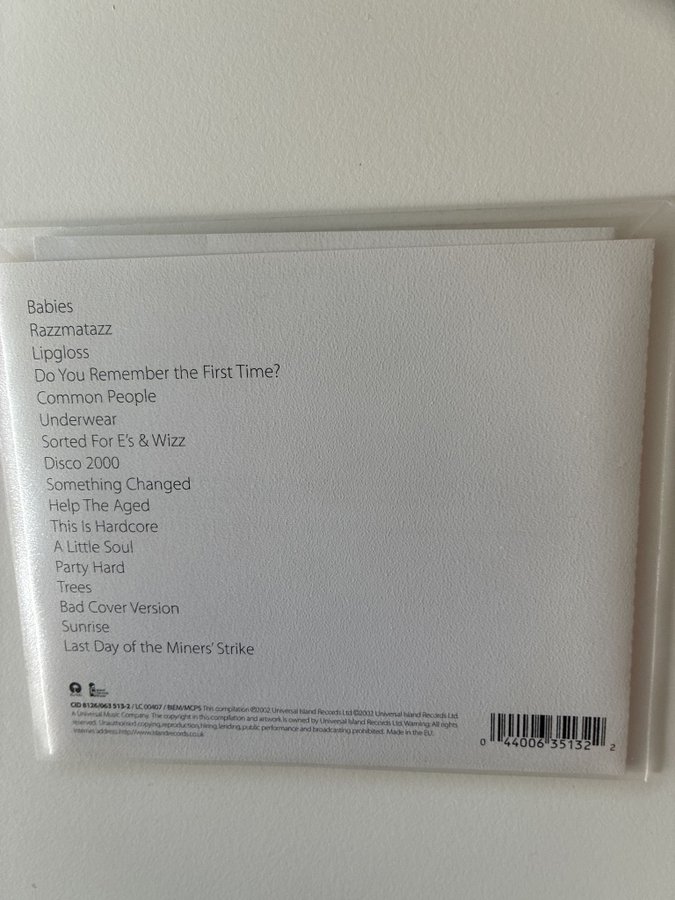 Babies
Razzmatazz
Lipgloss
Do You Remember the First Time?
Common People
Underwear
Sorted For E's & Wizz
Disco 2000
Something Changed
Help The Aged
This Is Hardcore
A Little Soul
Party Hard
Trees
Bad Cover Version
Sunrise
Last Day of the Miners' Strike
CID 8126/063 513-2 / LC 00407 / BIEM/MCPS This compilation ℗2002 Universal Island Records Ltd ©2002 Universal Island Records Ltd.
A Universal Music Company. The copyright in this compilation and artwork is owned by Universal Island Records Ltd. Warning: All rights
reserved. Unauthorised copying, reproduction, hiring, lending, public performance and broadcasting prohibited. Made in the EU.
Internet address: http://www.islandrecords.co.uk
0 44006 35132 2